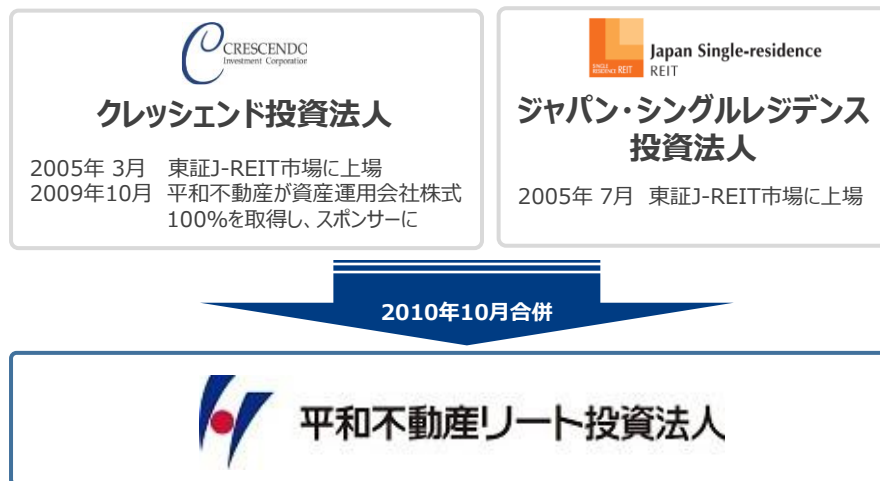 CRESCENDO
Investment Corporation
クレッシェンド投資法人
2005年 3月 東証J-REIT市場に上場
2009年10月 平和不動産が資産運用会社株式
100%を取得し、スポンサーに
SINGLE
RESIDENCE REIT
Japan Single-residence
REIT
ジャパン・シングルレジデンス
投資法人
2005年 7月 東証J-REIT市場に上場
2010年10月合併
平和不動産リート投資法人